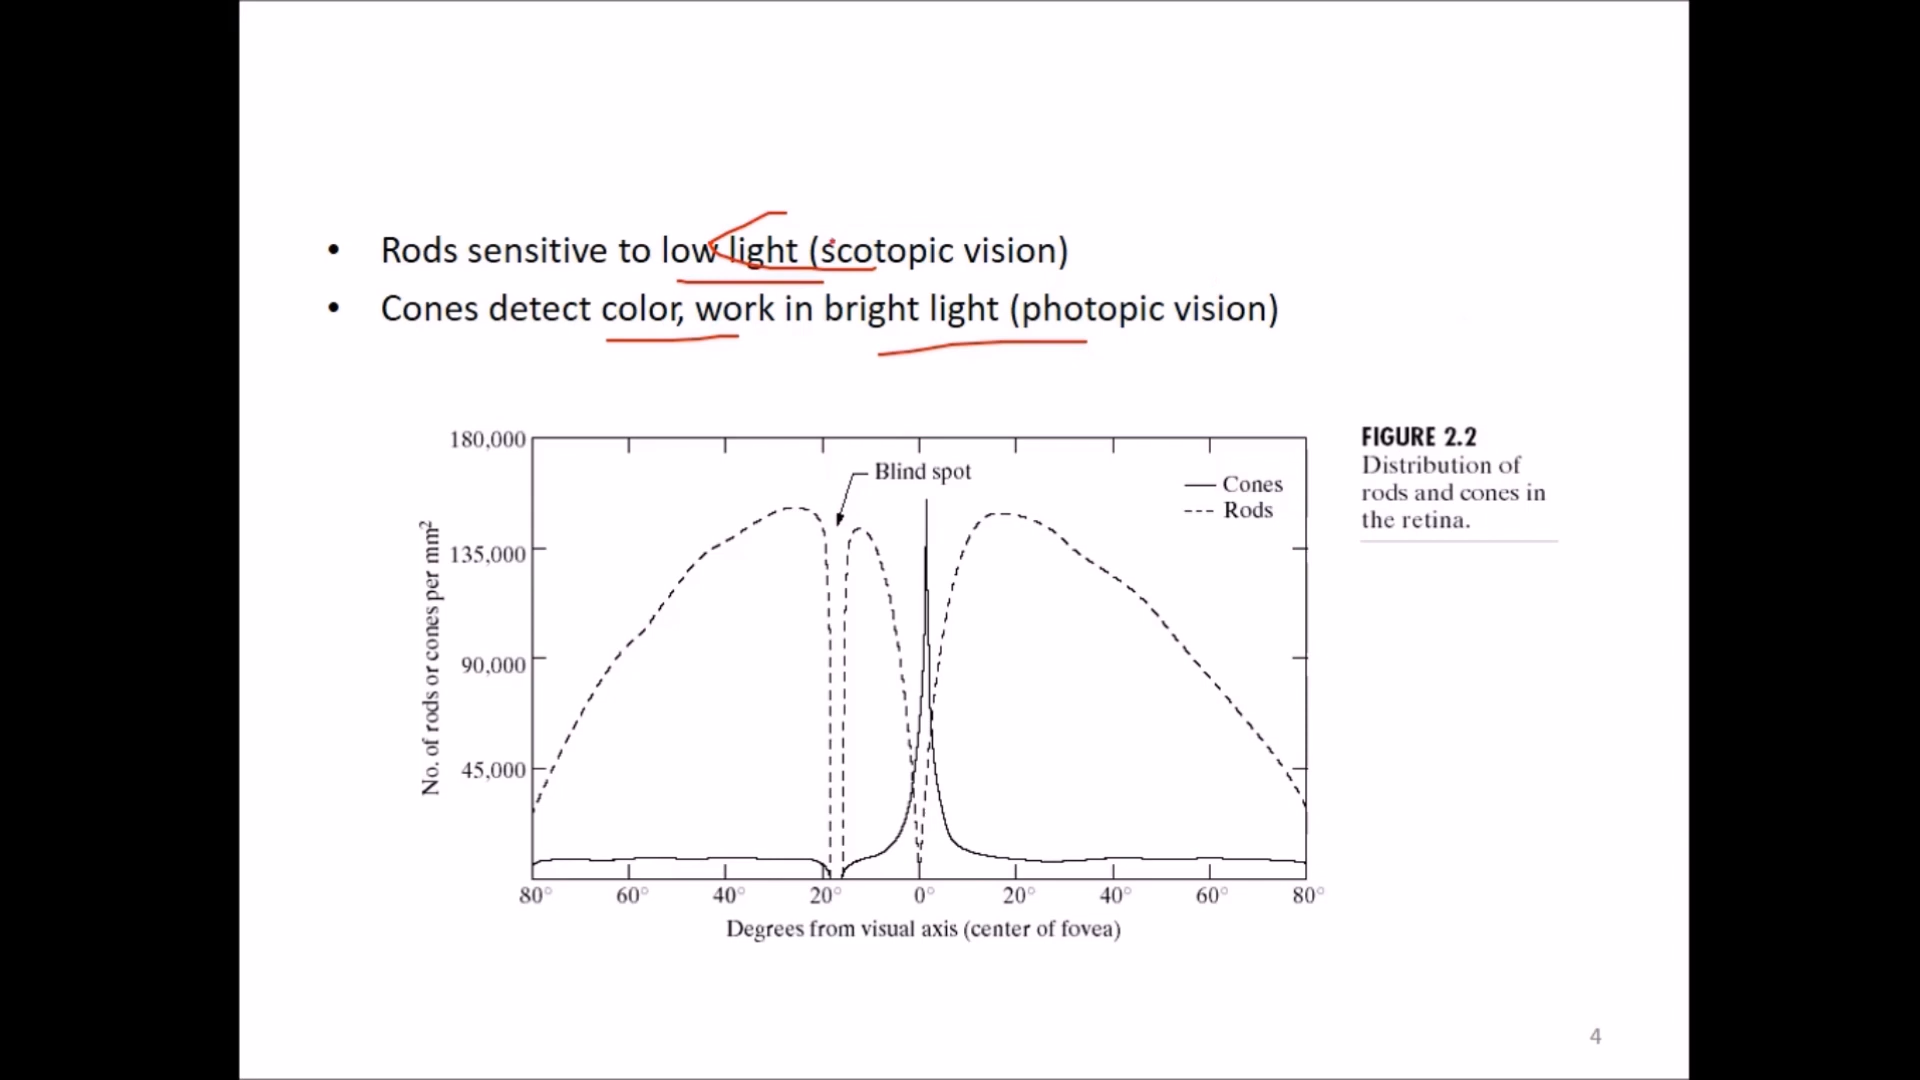 • Rods sensitive to low light (scotopic vision)
• Cones detect color, work in bright light (photopic vision)
FIGURE 2.2
Distribution of
rods and cones in
the retina.
180,000
135,000
90,000
45,000
No. of rods or cones per mm²
Blind spot
Cones
Rods
80° 60° 40° 20° 0° 20° 40° 60° 80°
Degrees from visual axis (center of fovea)
4